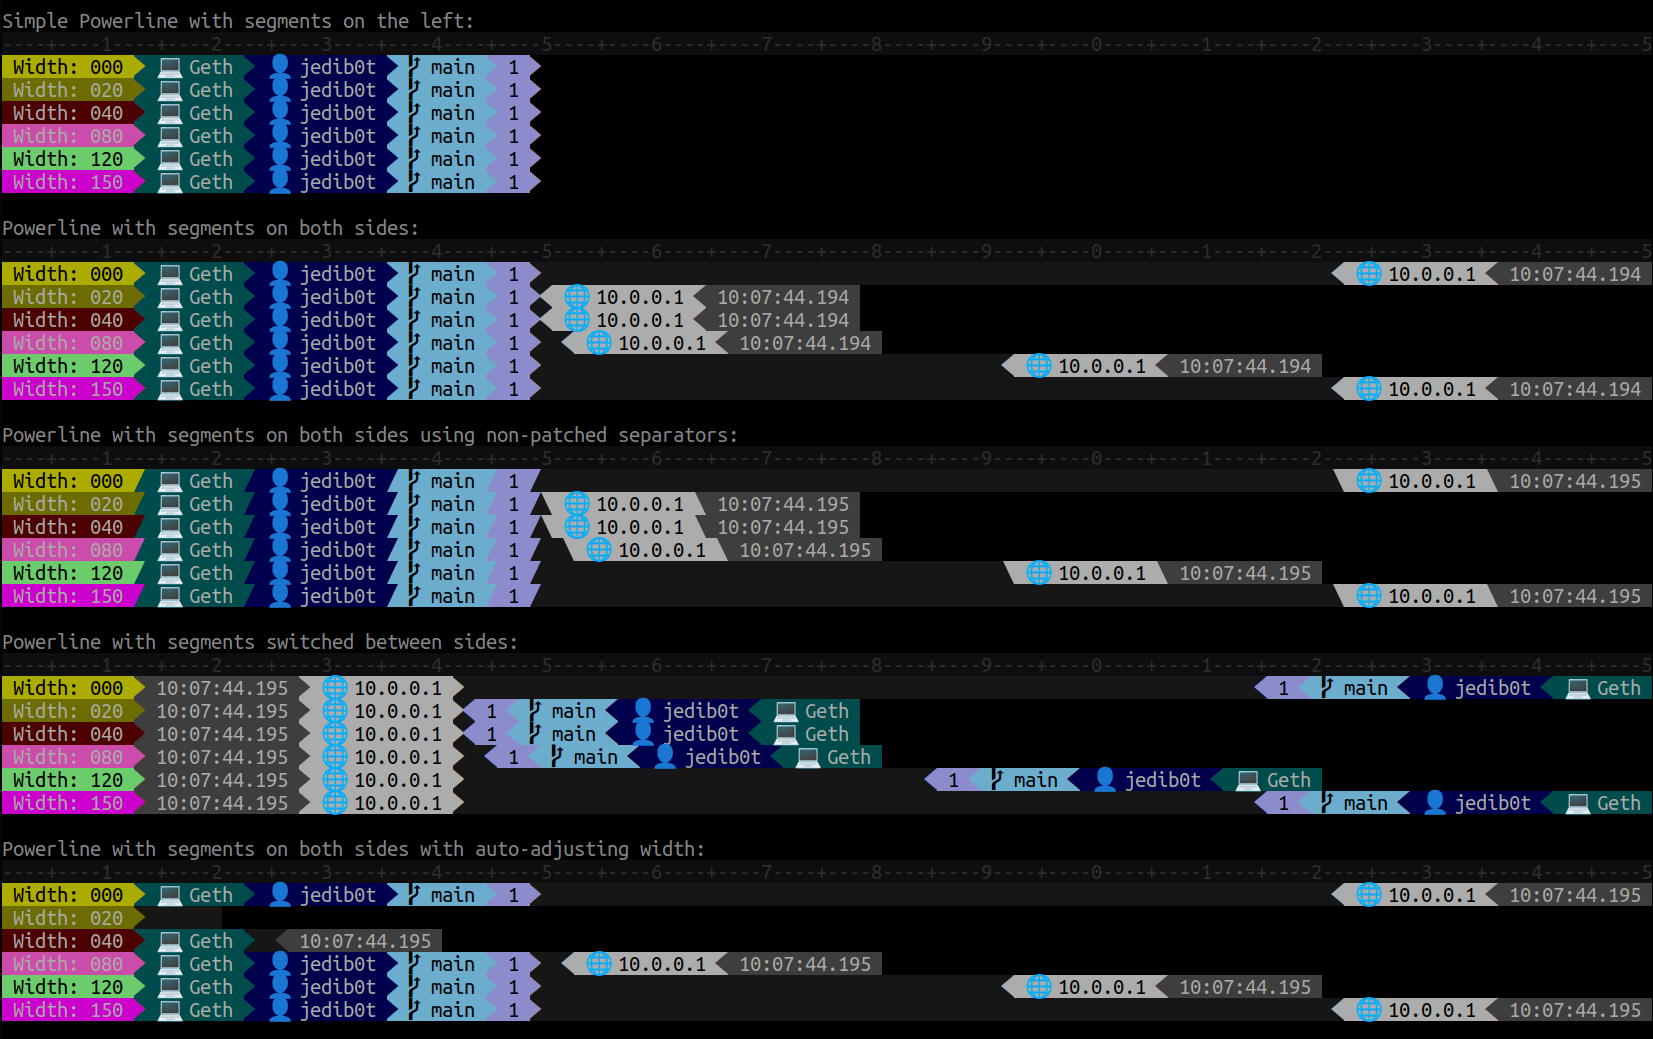 Simple Powerline with segments on the left:
----+----1----+----2----+----3----+----4----+----5----+----6----+----7----+----8----+----9----+----0----+----1----+----2----+----3----+----4----+----5
Width: 000 Geth jedib0t main 1
Width: 020 Geth jedib0t main 1
Width: 040 Geth jedib0t main 1
Width: 080 Geth jedib0t main 1
Width: 120 Geth jedib0t main 1
Width: 150 Geth jedib0t main 1
Powerline with segments on both sides:
----+----1----+----2----+----3----+----4----+----5----+----6----+----7----+----8----+----9----+----0----+----1----+----2----+----3----+----4----+----5
Width: 000 Geth jedib0t main 1 10.0.0.1 10:07:44.194
Width: 020 Geth jedib0t main 1 10.0.0.1 10:07:44.194
Width: 040 Geth jedib0t main 1 10.0.0.1 10:07:44.194
Width: 080 Geth jedib0t main 1 10.0.0.1 10:07:44.194
Width: 120 Geth jedib0t main 1 10.0.0.1 10:07:44.194
Width: 150 Geth jedib0t main 1 10.0.0.1 10:07:44.194
Powerline with segments on both sides using non-patched separators:
----+----1----+----2----+----3----+----4----+----5----+----6----+----7----+----8----+----9----+----0----+----1----+----2----+----3----+----4----+----5
Width: 000 Geth jedib0t main 1 10.0.0.1 10:07:44.195
Width: 020 Geth jedib0t main 1 10.0.0.1 10:07:44.195
Width: 040 Geth jedib0t main 1 10.0.0.1 10:07:44.195
Width: 080 Geth jedib0t main 1 10.0.0.1 10:07:44.195
Width: 120 Geth jedib0t main 1 10.0.0.1 10:07:44.195
Width: 150 Geth jedib0t main 1 10.0.0.1 10:07:44.195
Powerline with segments switched between sides:
----+----1----+----2----+----3----+----4----+----5----+----6----+----7----+----8----+----9----+----0----+----1----+----2----+----3----+----4----+----5
Width: 000 10:07:44.195 10.0.0.1 1 main jedib0t Geth
Width: 020 10:07:44.195 10.0.0.1 1 main jedib0t Geth
Width: 040 10:07:44.195 10.0.0.1 1 main jedib0t Geth
Width: 080 10:07:44.195 10.0.0.1 1 main jedib0t Geth
Width: 120 10:07:44.195 10.0.0.1 1 main jedib0t Geth
Width: 150 10:07:44.195 10.0.0.1 1 main jedib0t Geth
Powerline with segments on both sides with auto-adjusting width:
----+----1----+----2----+----3----+----4----+----5----+----6----+----7----+----8----+----9----+----0----+----1----+----2----+----3----+----4----+----5
Width: 000 Geth jedib0t main 1 10.0.0.1 10:07:44.195
Width: 020
Width: 040 Geth 10:07:44.195
Width: 080 Geth jedib0t main 1 10.0.0.1 10:07:44.195
Width: 120 Geth jedib0t main 1 10.0.0.1 10:07:44.195
Width: 150 Geth jedib0t main 1 10.0.0.1 10:07:44.195